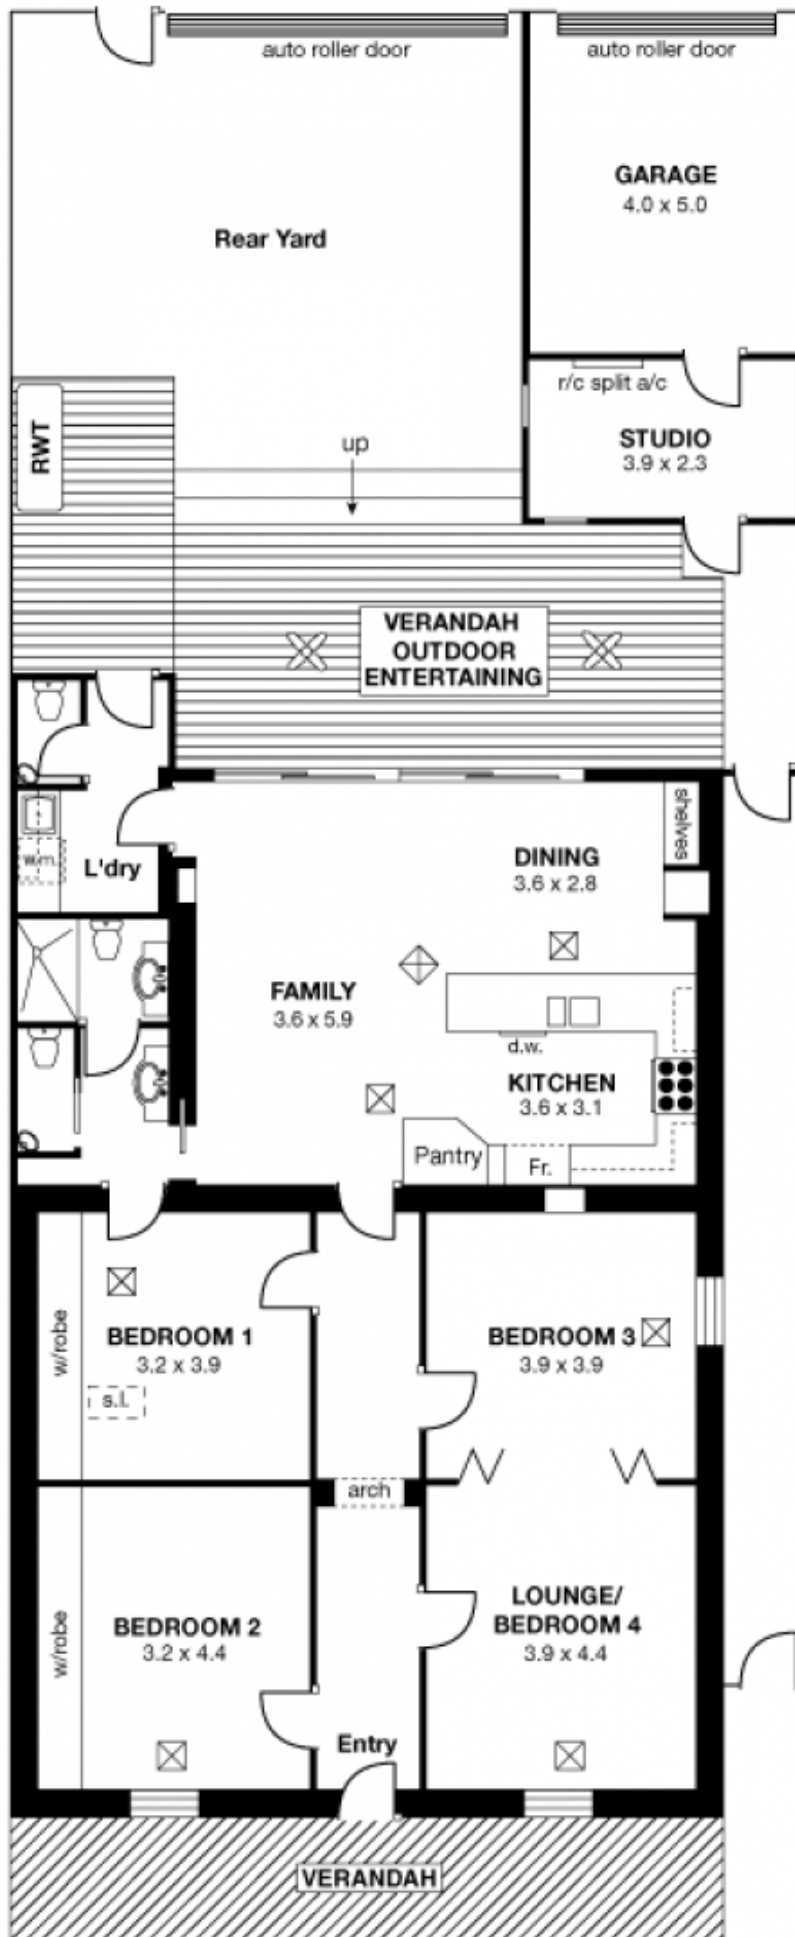 auto roller door
auto roller door
GARAGE
4.0 x 5.0
Rear Yard
r/c split a/c
RWT
STUDIO
3.9 x 2.3
up
VERANDAH
OUTDOOR
ENTERTAINING
shelves
DINING
3.6 x 2.8
w.m.
L'dry
FAMILY
3.6 x 5.9
d.w.
KITCHEN
3.6 x 3.1
Pantry
Fr.
w/robe
BEDROOM 1
3.2 x 3.9
s.l.
BEDROOM 3
3.9 x 3.9
arch
w/robe
BEDROOM 2
3.2 x 4.4
LOUNGE/
BEDROOM 4
3.9 x 4.4
Entry
VERANDAH